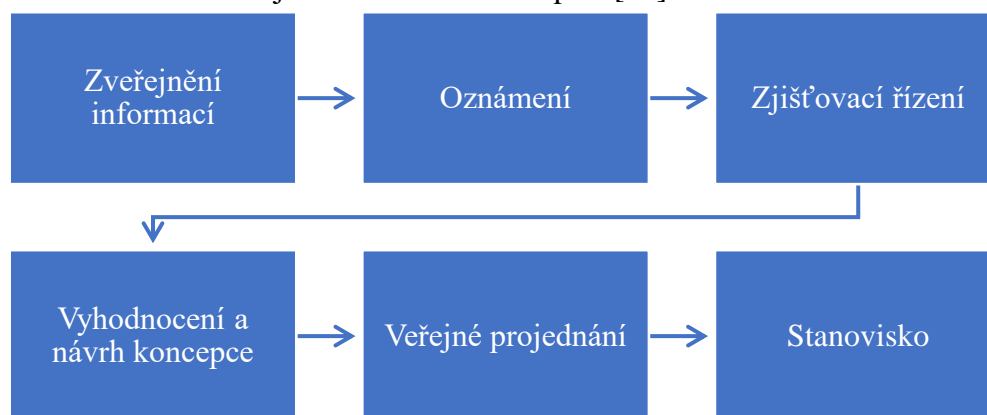 Zveřejnění
informací
Oznámení
Zjišťovací řízení
Vyhodnocení a
návrh koncepce
Veřejné projednání
Stanovisko